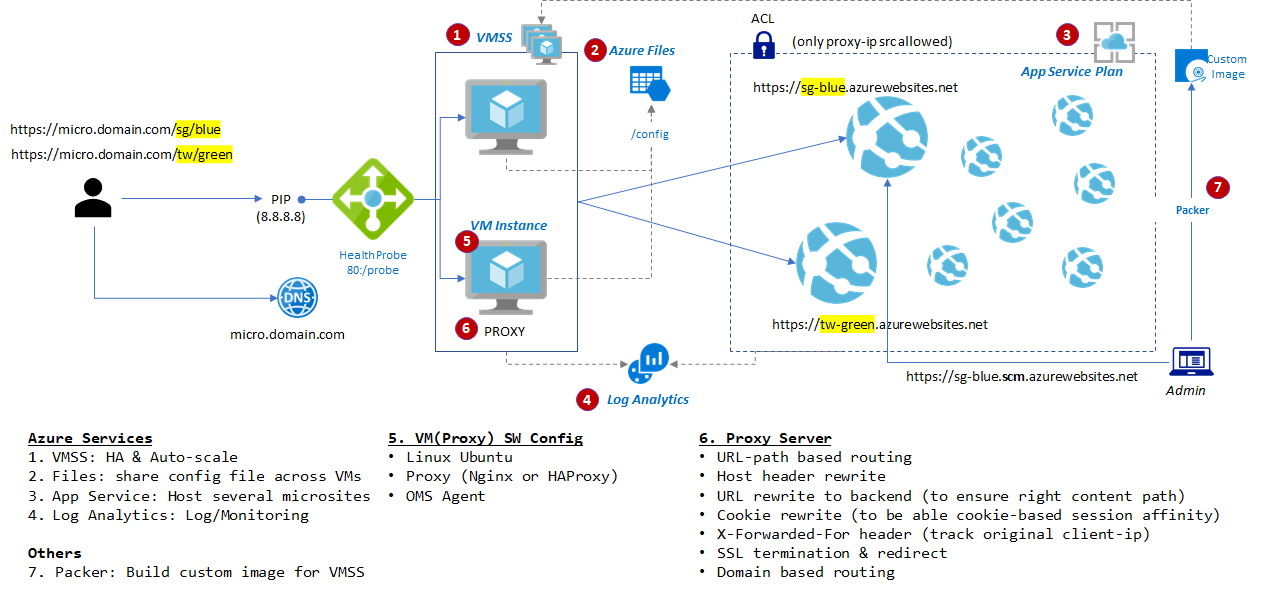 1 VMSS
2 Azure Files
ACL
(only proxy-ip src allowed)
3
App Service Plan
Custom
Image
https://sg-blue.azurewebsites.net
https://micro.domain.com/sg/blue
https://micro.domain.com/tw/green
/config
PIP
(8.8.8.8)
7
Packer
VM Instance
5
HealthProbe
80:/probe
DNS
micro.domain.com
6 PROXY
https://tw-green.azurewebsites.net
https://sg-blue.scm.azurewebsites.net
Admin
4 Log Analytics
Azure Services
1. VMSS: HA & Auto-scale
2. Files: share config file across VMs
3. App Service: Host several microsites
4. Log Analytics: Log/Monitoring
Others
7. Packer: Build custom image for VMSS
5. VM(Proxy) SW Config
• Linux Ubuntu
• Proxy (Nginx or HAProxy)
• OMS Agent
6. Proxy Server
• URL-path based routing
• Host header rewrite
• URL rewrite to backend (to ensure right content path)
• Cookie rewrite (to be able cookie-based session affinity)
• X-Forwarded-For header (track original client-ip)
• SSL termination & redirect
• Domain based routing